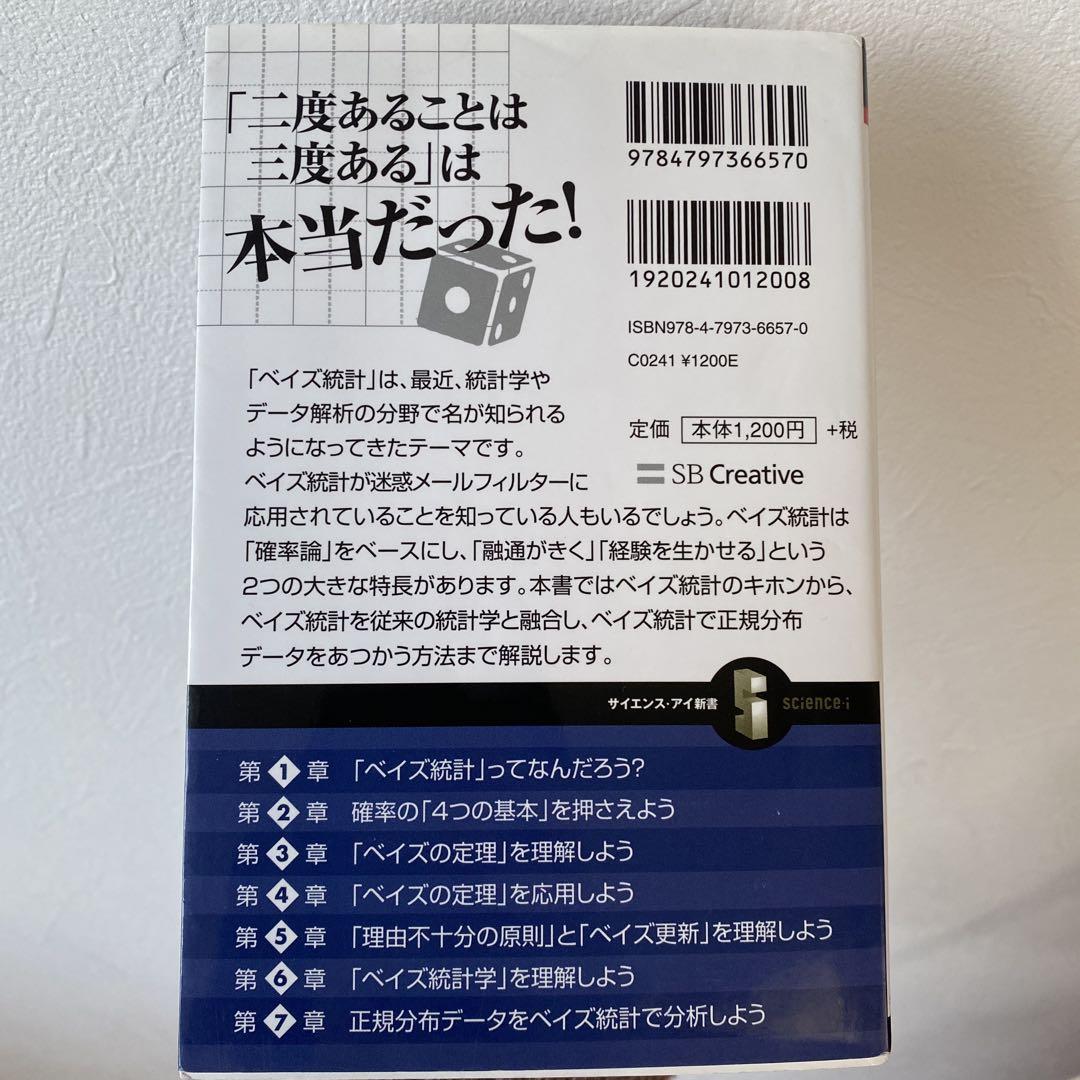 「二度あることは
三度ある」は
本当だった!
9784797366570
1920241012008
ISBN978-4-7973-6657-0
C0241 ¥1200E
定価 本体1,200円 +税
SB Creative
「ベイズ統計」は、最近、統計学や
データ解析の分野で名が知られる
ようになってきたテーマです。
ベイズ統計が迷惑メールフィルターに
応用されていることを知っている人もいるでしょう。ベイズ統計は
「確率論」をベースにし、「融通がきく」「経験を生かせる」という
2つの大きな特長があります。本書ではベイズ統計のキホンから、
ベイズ統計を従来の統計学と融合し、ベイズ統計で正規分布
データをあつかう方法まで解説します。
サイエンス・アイ新書 Si science・i
第1章 「ベイズ統計」ってなんだろう?
第2章 確率の「4つの基本」を押さえよう
第3章 「ベイズの定理」を理解しよう
第4章 「ベイズの定理」を応用しよう
第5章 「理由不十分の原則」と「ベイズ更新」を理解しよう
第6章 「ベイズ統計学」を理解しよう
第7章 正規分布データをベイズ統計で分析しよう